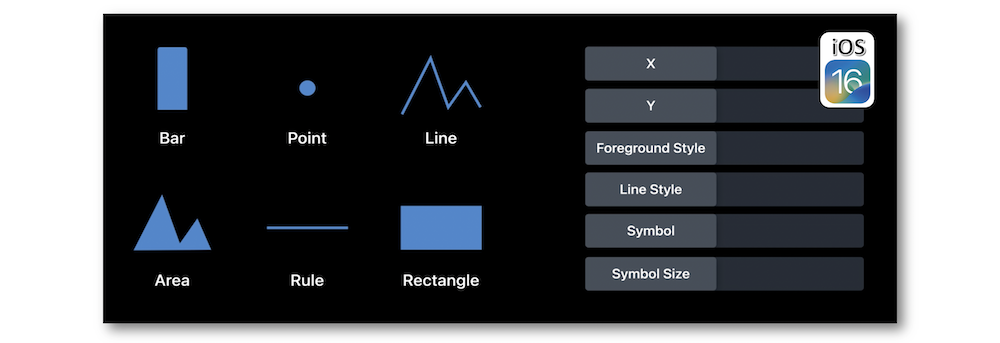 Bar
Point
Line
Area
Rule
Rectangle
X
Y
Foreground Style
Line Style
Symbol
Symbol Size
iOS
16